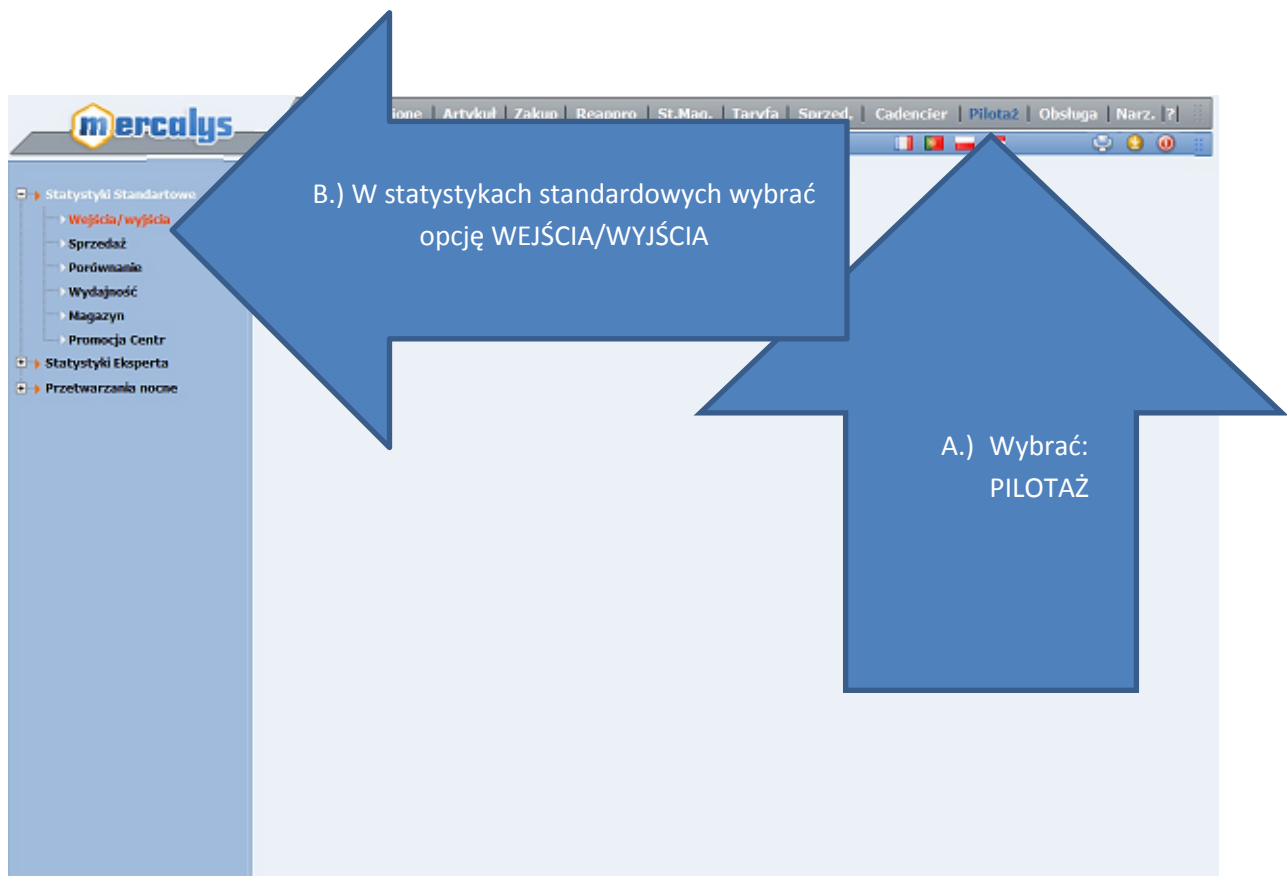 mercalys
Artykuł | Zakup | Reappro | St.Mag. | Taryfa | Sprzed. | Cadencier | Pilotaż | Obsługa | Narz. |?|
Statystyki Standartowe
Wejścia/wyjścia
Sprzedaż
Porównanie
Wydajność
Magazyn
Promocja Centr
Statystyki Eksperta
Przetwarzania nocne
B.) W statystykach standardowych wybrać
opcję WEJŚCIA/WYJŚCIA
A.) Wybrać:
PILOTAŻ